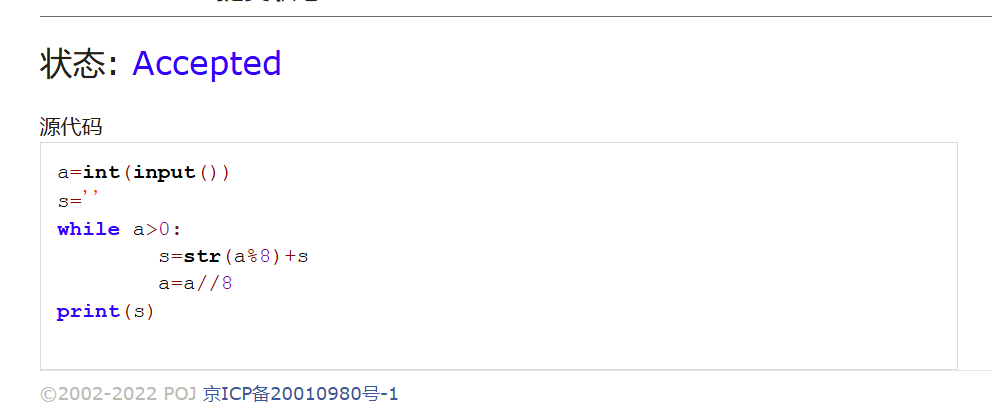 状态: Accepted
源代码
a=int(input())
s=''
while a>0:
        s=str(a%8)+s
        a=a//8
print(s)
©2002-2022 POJ 京ICP备20010980号-1